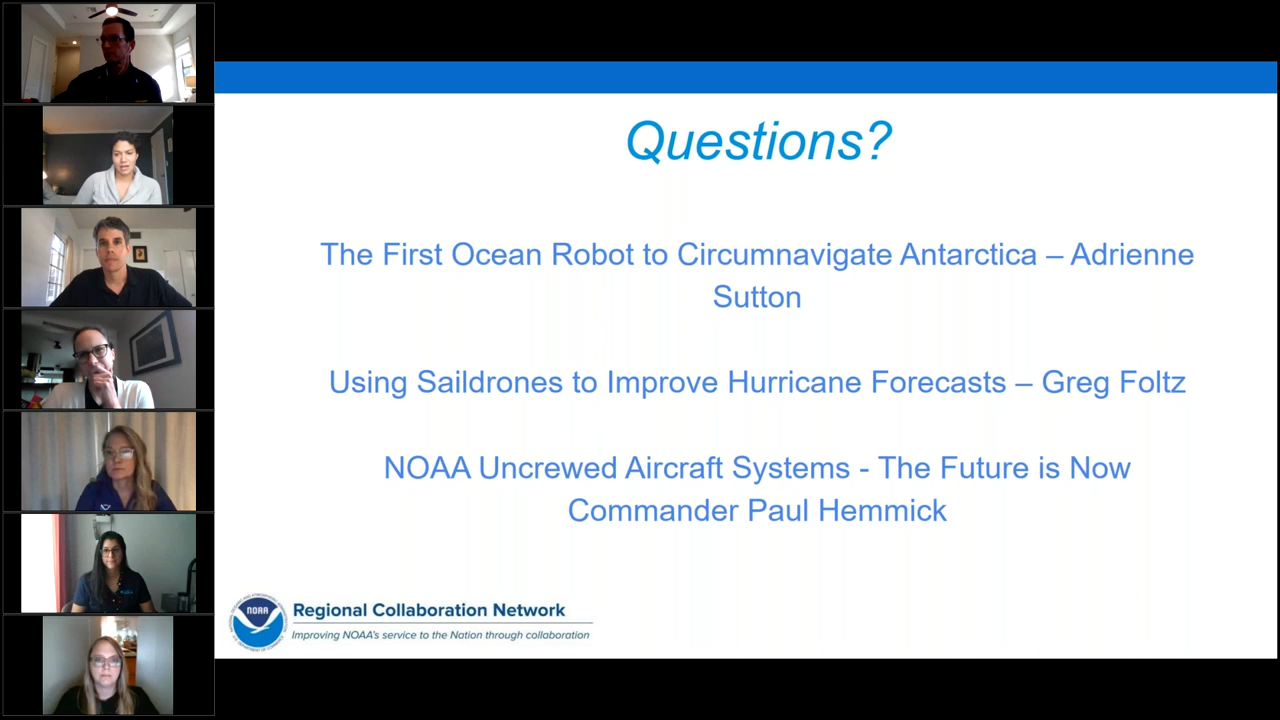 Questions?
The First Ocean Robot to Circumnavigate Antarctica – Adrienne
Sutton
Using Saildrones to Improve Hurricane Forecasts – Greg Foltz
NOAA Uncrewed Aircraft Systems - The Future is Now
Commander Paul Hemmick
NOAA
Regional Collaboration Network
Improving NOAA's service to the Nation through collaboration